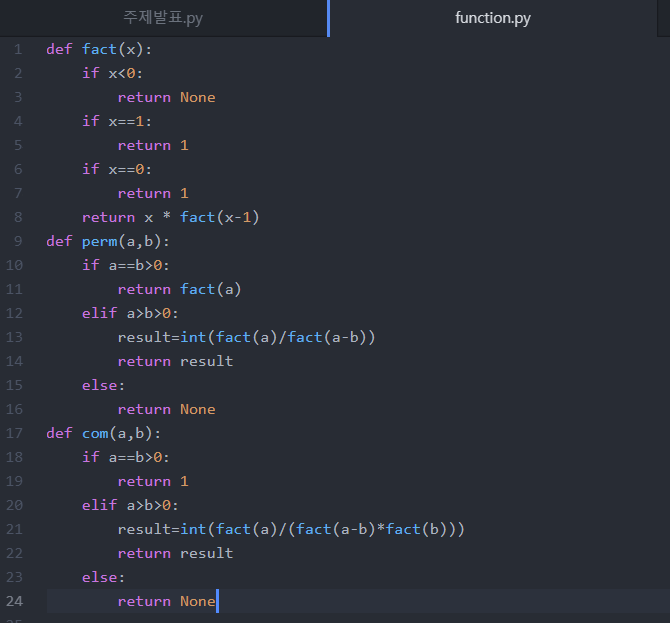 주제발표.py
function.py
1 def fact(x):
2     if x<0:
3         return None
4     if x==1:
5         return 1
6     if x==0:
7         return 1
8     return x * fact(x-1)
9 def perm(a,b):
10     if a==b>0:
11         return fact(a)
12     elif a>b>0:
13         result=int(fact(a)/fact(a-b))
14         return result
15     else:
16         return None
17 def com(a,b):
18     if a==b>0:
19         return 1
20     elif a>b>0:
21         result=int(fact(a)/(fact(a-b)*fact(b)))
22         return result
23     else:
24         return None